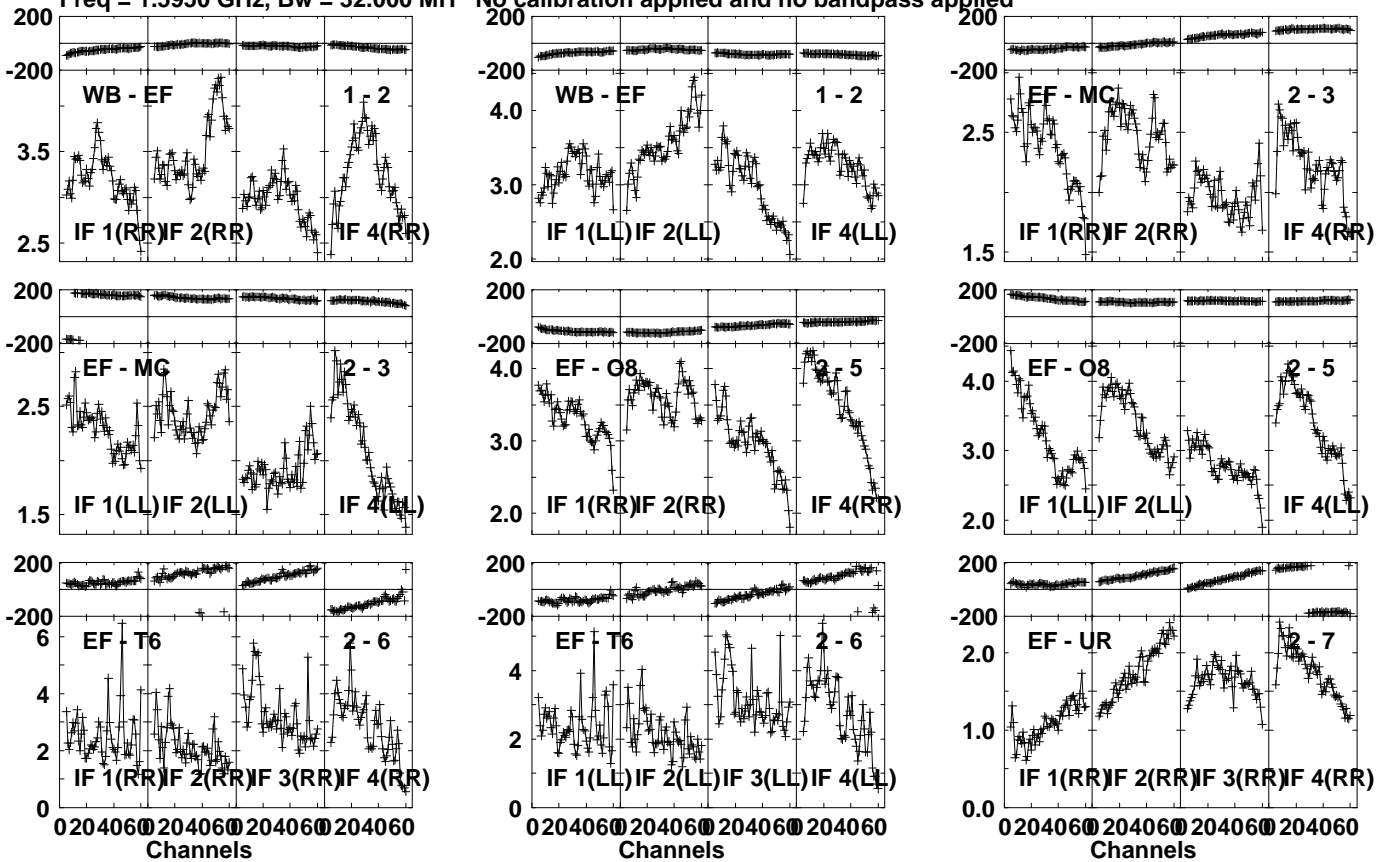 Freq = 1.5950 GHz, Bw = 32.000 MH No calibration applied and no bandpass applied
200 200 200
-200 -200 -200
WB - EF 1 - 2 WB - EF 1 - 2 EF - MC 2 - 3
3.5 4.0 2.5
2.5 3.0 1.5
2.0
IF 1(RR) IF 2(RR) IF 4(RR) IF 1(LL) IF 2(LL) IF 4(LL) IF 1(RR) IF 2(RR) IF 4(RR)
200 200 200
-200 -200 -200
EF - MC 2 - 3 EF - O8 2 - 5 EF - O8 2 - 5
2.5 4.0 4.0
1.5 3.0 3.0
2.0 2.0
IF 1(LL) IF 2(LL) IF 4(LL) IF 1(RR) IF 2(RR) IF 4(RR) IF 1(LL) IF 2(LL) IF 4(LL)
200 200 200
-200 -200 -200
EF - T6 2 - 6 EF - T6 2 - 6 EF - UR 2 - 7
6 4 2.0
4 2 1.0
2 0 0.0
0
IF 1(RR) IF 2(RR) IF 3(RR) IF 4(RR) IF 1(LL) IF 2(LL) IF 3(LL) IF 4(LL) IF 1(RR) IF 2(RR) IF 3(RR) IF 4(RR)
0 20 40 60 0 20 40 60 0 20 40 60 0 20 40 60 0 20 40 60 0 20 40 60 0 20 40 60 0 20 40 60 0 20 40 60 0 20 40 60 0 20 40 60 0 20 40 60
Channels Channels Channels